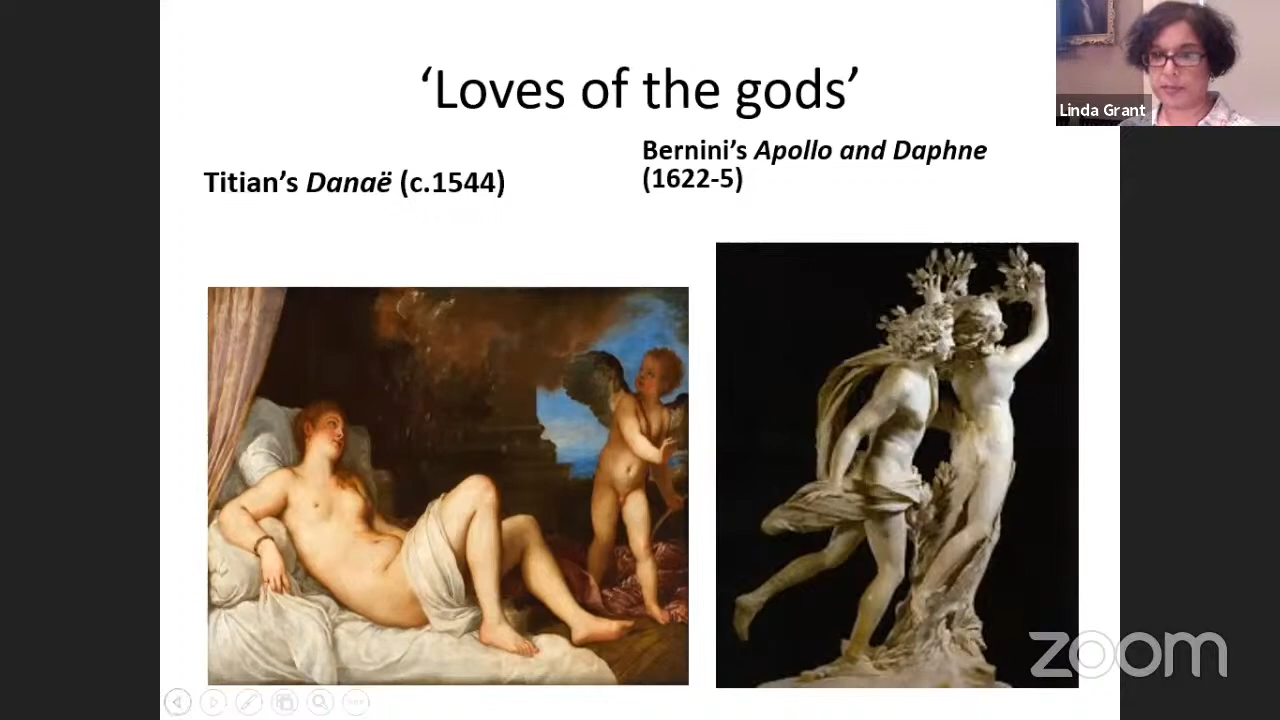 ‘Loves of the gods’
Linda Grant
Titian’s Danaë (c.1544)
Bernini’s Apollo and Daphne
(1622-5)
zoom